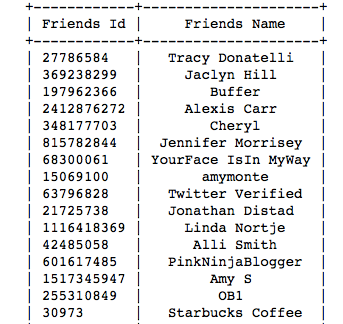 +------------+---------------------+
| Friends Id | Friends Name |
+------------+---------------------+
| 27786584 | Tracy Donatelli |
| 369238299 | Jaclyn Hill |
| 197962366 | Buffer |
| 2412876272 | Alexis Carr |
| 348177703 | Cheryl |
| 815782844 | Jennifer Morrisey |
| 68300061 | YourFace IsIn MyWay |
| 15069100 | amymonte |
| 63796828 | Twitter Verified |
| 21725738 | Jonathan Distad |
| 1116418369 | Linda Nortje |
| 42485058 | Alli Smith |
| 601617485 | PinkNinjaBlogger |
| 1517345947 | Amy S |
| 255310849 | OB1 |
| 30973 | Starbucks Coffee |